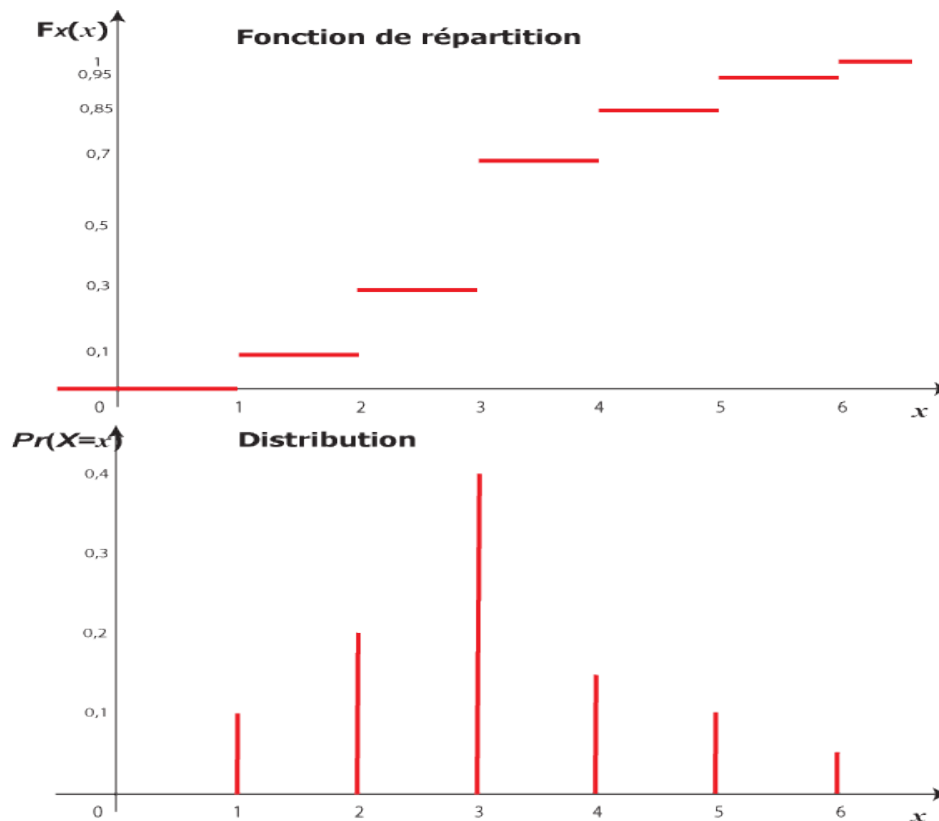 Fx(x) Fonction de répartition
1
0,95
0,85
0,7
0,5
0,3
0,1
0 1 2 3 4 5 6 x
Pr(X=x) Distribution
0,4
0,3
0,2
0,1
0 1 2 3 4 5 6 x